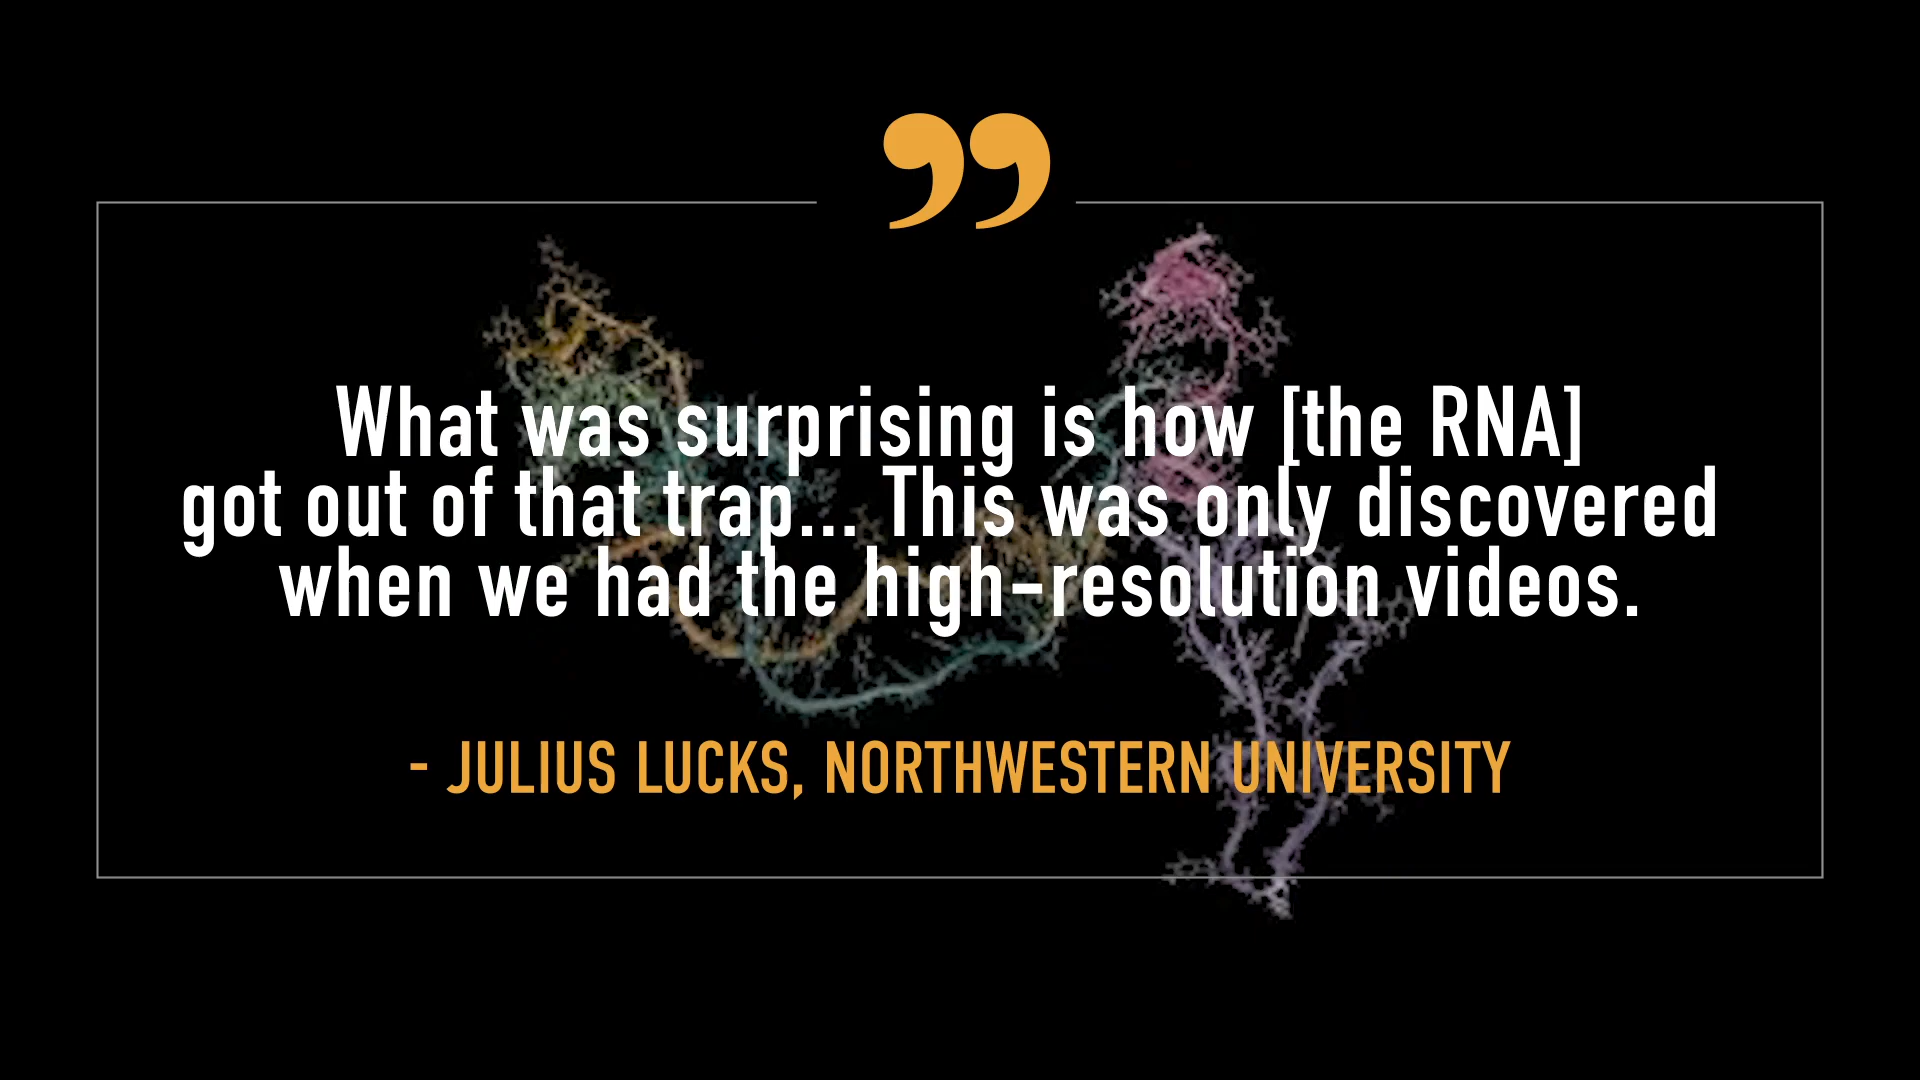 ”
What was surprising is how [the RNA]
got out of that trap... This was only discovered
when we had the high-resolution videos.
- JULIUS LUCKS, NORTHWESTERN UNIVERSITY